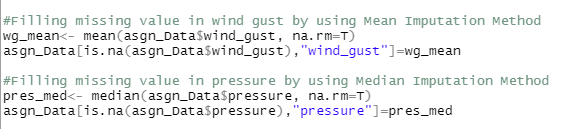 #Filling missing value in wind gust by using Mean Imputation Method
wg_mean<- mean(asgn_Data$wind_gust, na.rm=T)
asgn_Data[is.na(asgn_Data$wind_gust),"wind_gust"]=wg_mean
#Filling missing value in pressure by using Median Imputation Method
pres_med<- median(asgn_Data$pressure, na.rm=T)
asgn_Data[is.na(asgn_Data$pressure),"pressure"]=pres_med